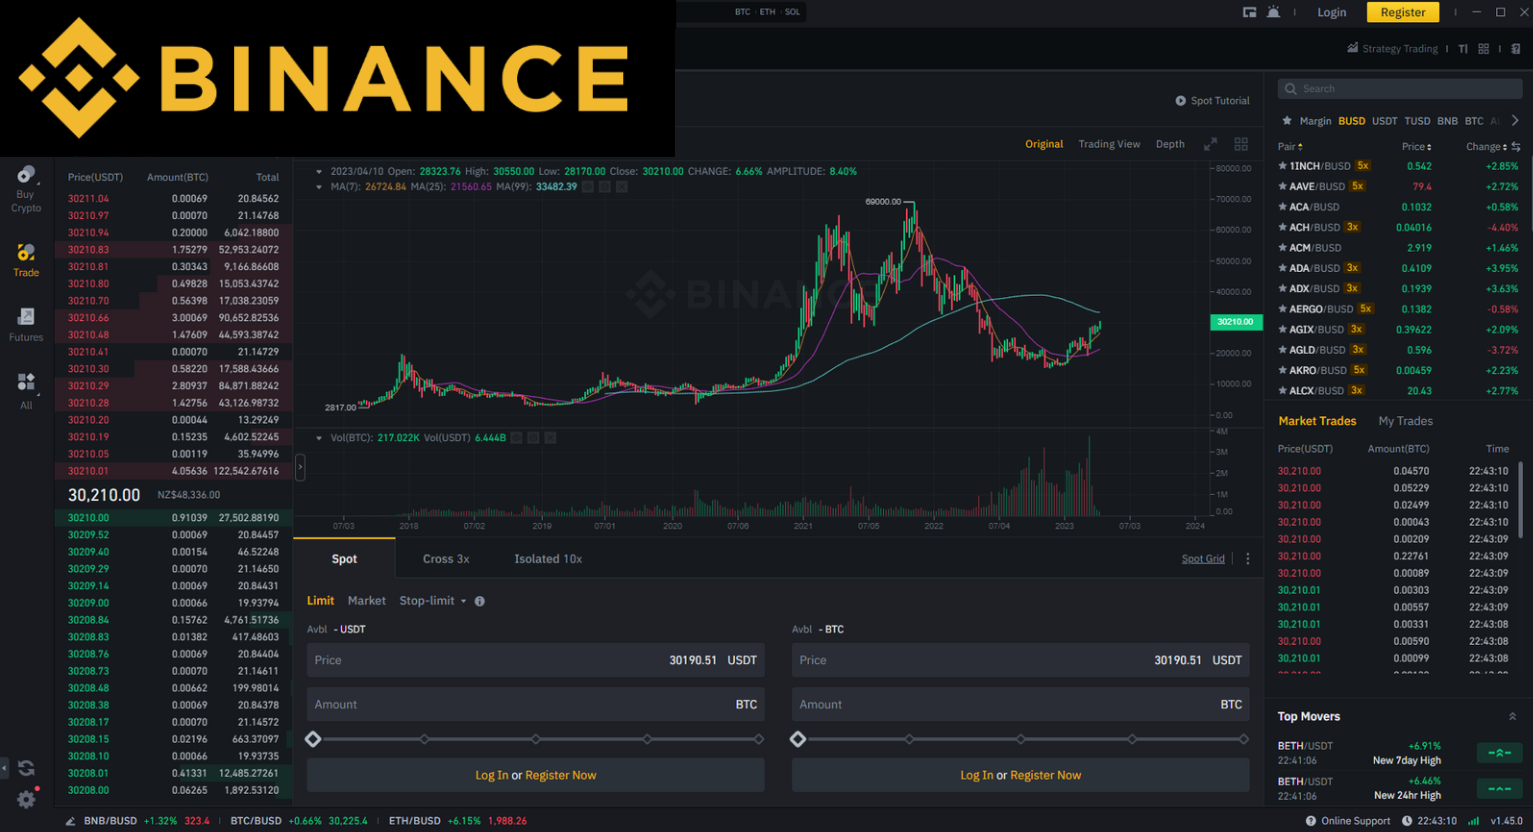 BINANCE
BTC · ETH · SOL
Login
Register
Strategy Trading
Spot Tutorial
Original Trading View Depth
Search
Margin BUSD USDT TUSD BNB BTC
Pair Price Change
1INCH/BUSD 5x 0.542 +2.85%
AAVE/BUSD 5x 79.4 +2.72%
ACA/BUSD 0.1032 +0.58%
ACH/BUSD 3x 0.04016 -4.40%
ACM/BUSD 2.919 +1.46%
ADA/BUSD 3x 0.4109 +3.95%
ADX/BUSD 3x 0.1939 +3.63%
AERGO/BUSD 5x 0.1382 -0.58%
AGIX/BUSD 3x 0.39622 +2.09%
AGLD/BUSD 3x 0.596 -3.72%
AKRO/BUSD 5x 0.00459 +2.23%
ALCX/BUSD 3x 20.43 +2.77%
Buy
Crypto
Trade
Futures
All
Price(USDT) Amount(BTC) Total
30211.04 0.00069 20.84562
30210.97 0.00070 21.14768
30210.94 0.20000 6,042.18800
30210.83 1.75279 52,953.24072
30210.81 0.30343 9,166.86608
30210.80 0.49828 15,053.43742
30210.70 0.56398 17,038.23059
30210.66 3.00069 90,652.82536
30210.48 1.47609 44,593.38742
30210.41 0.00070 21.14729
30210.30 0.58220 17,588.43666
30210.29 2.80937 84,871.88242
30210.28 1.42756 43,126.98732
30210.20 0.00044 13.29249
30210.19 0.15235 4,602.52245
30210.05 0.00119 35.94996
30210.01 4.05636 122,542.67616
30,210.00 NZ$48,336.00
30210.00 0.91039 27,502.88190
30209.52 0.00069 20.84457
30209.40 0.00154 46.52248
30209.29 0.00070 21.14650
30209.14 0.00069 20.84431
30209.00 0.00066 19.93794
30208.84 0.15762 4,761.51736
30208.83 0.01382 417.48603
30208.76 0.00069 20.84404
30208.73 0.00070 21.14611
30208.48 0.00662 199.98014
30208.38 0.00069 20.84378
30208.17 0.00070 21.14572
30208.15 0.02196 663.37097
30208.10 0.00066 19.93735
30208.01 0.41331 12,485.27261
30208.00 0.06265 1,892.53120
2023/04/10 Open: 28323.76 High: 30550.00 Low: 28170.00 Close: 30210.00 CHANGE: 6.66% AMPLITUDE: 8.40%
MA(7): 26724.84 MA(25): 21560.65 MA(99): 33482.39
80000.00
69000.00
70000.00
60000.00
50000.00
BINANCE
40000.00
30210.00
20000.00
10000.00
2817.00
0.00
Vol(BTC): 217.022K Vol(USDT) 6.444B
4M
3M
2M
1M
0.00
07/03 2018 07/02 2019 07/01 2020 07/06 2021 07/05 2022 07/04 2023 07/03 2024
Spot Cross 3x Isolated 10x Spot Grid
Limit Market Stop-limit
Avbl - USDT
Price 30190.51 USDT
Amount BTC
Log In or Register Now
Avbl - BTC
Price 30190.51 USDT
Amount BTC
Log In or Register Now
Market Trades My Trades
Price(USDT) Amount(BTC) Time
30,210.00 0.04570 22:43:10
30,210.00 0.05229 22:43:10
30,210.00 0.02499 22:43:10
30,210.00 0.00043 22:43:10
30,210.00 0.00209 22:43:09
30,210.00 0.22761 22:43:09
30,210.00 0.00089 22:43:09
30,210.01 0.00303 22:43:09
30,210.01 0.00557 22:43:09
30,210.01 0.00331 22:43:08
30,210.00 0.00590 22:43:08
30,210.01 0.00099 22:43:08
Top Movers
BETH/USDT +6.91%
22:41:06 New 7day High
BETH/USDT +6.46%
22:41:06 New 24hr High
BNB/BUSD +1.32% 323.4 BTC/BUSD +0.66% 30,225.4 ETH/BUSD +6.15% 1,988.26
Online Support 22:43:10 v1.45.0